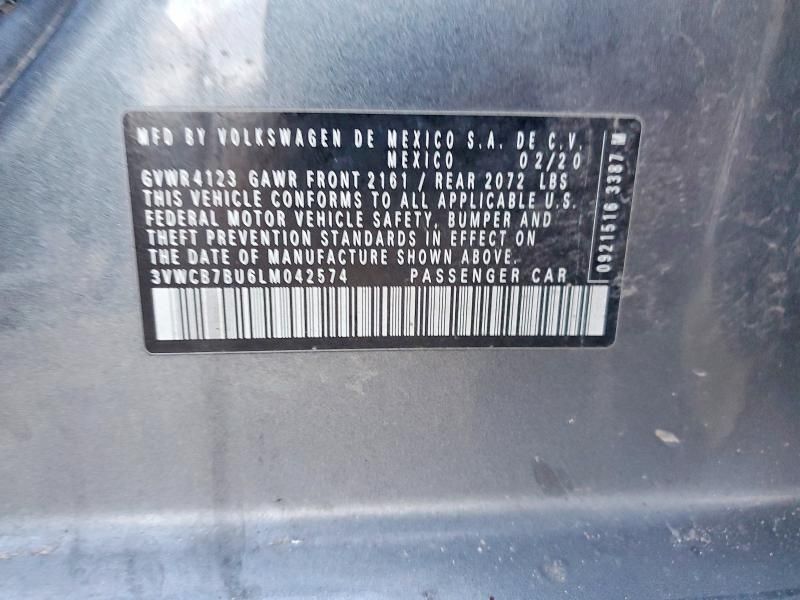 MFD BY VOLKSWAGEN DE MEXICO S.A. DE C.V.
MEXICO 02/20
GVWR 4123 GAWR FRONT 2161 / REAR 2072 LBS
THIS VEHICLE CONFORMS TO ALL APPLICABLE U.S.
FEDERAL MOTOR VEHICLE SAFETY, BUMPER AND
THEFT PREVENTION STANDARDS IN EFFECT ON
THE DATE OF MANUFACTURE SHOWN ABOVE.
3VWCB7BU6LM042574 PASSENGER CAR
0921516 3387 M